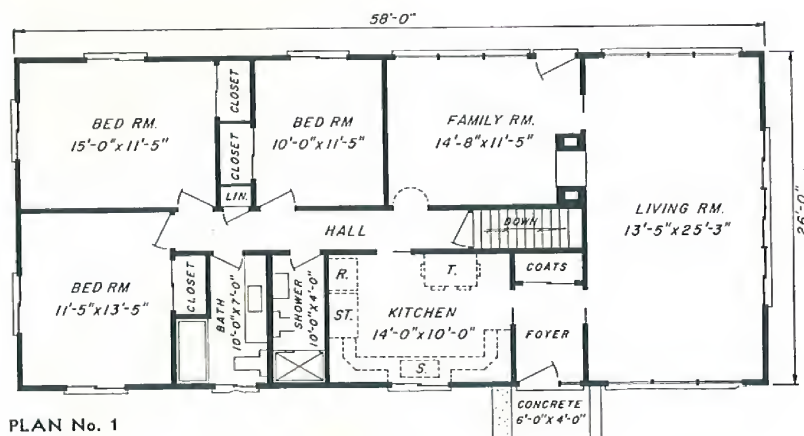 58'-0"
BED RM.
15'-0"x11'-5"
CLOSET
CLOSET
LIN.
BED RM
10'-0"x11'-5"
FAMILY RM.
14'-8"x11'-5"
LIVING RM.
13'-5"x25'-3"
26'-0"
HALL
DOWN
BED RM
11'-5"x13'-5"
CLOSET
BATH
10'-0"x7'-0"
SHOWER
10'-0"x4'-0"
R.
ST.
T.
KITCHEN
14'-0"x10'-0"
S.
COATS
FOYER
CONCRETE
6'-0"x4'-0"
PLAN No. 1